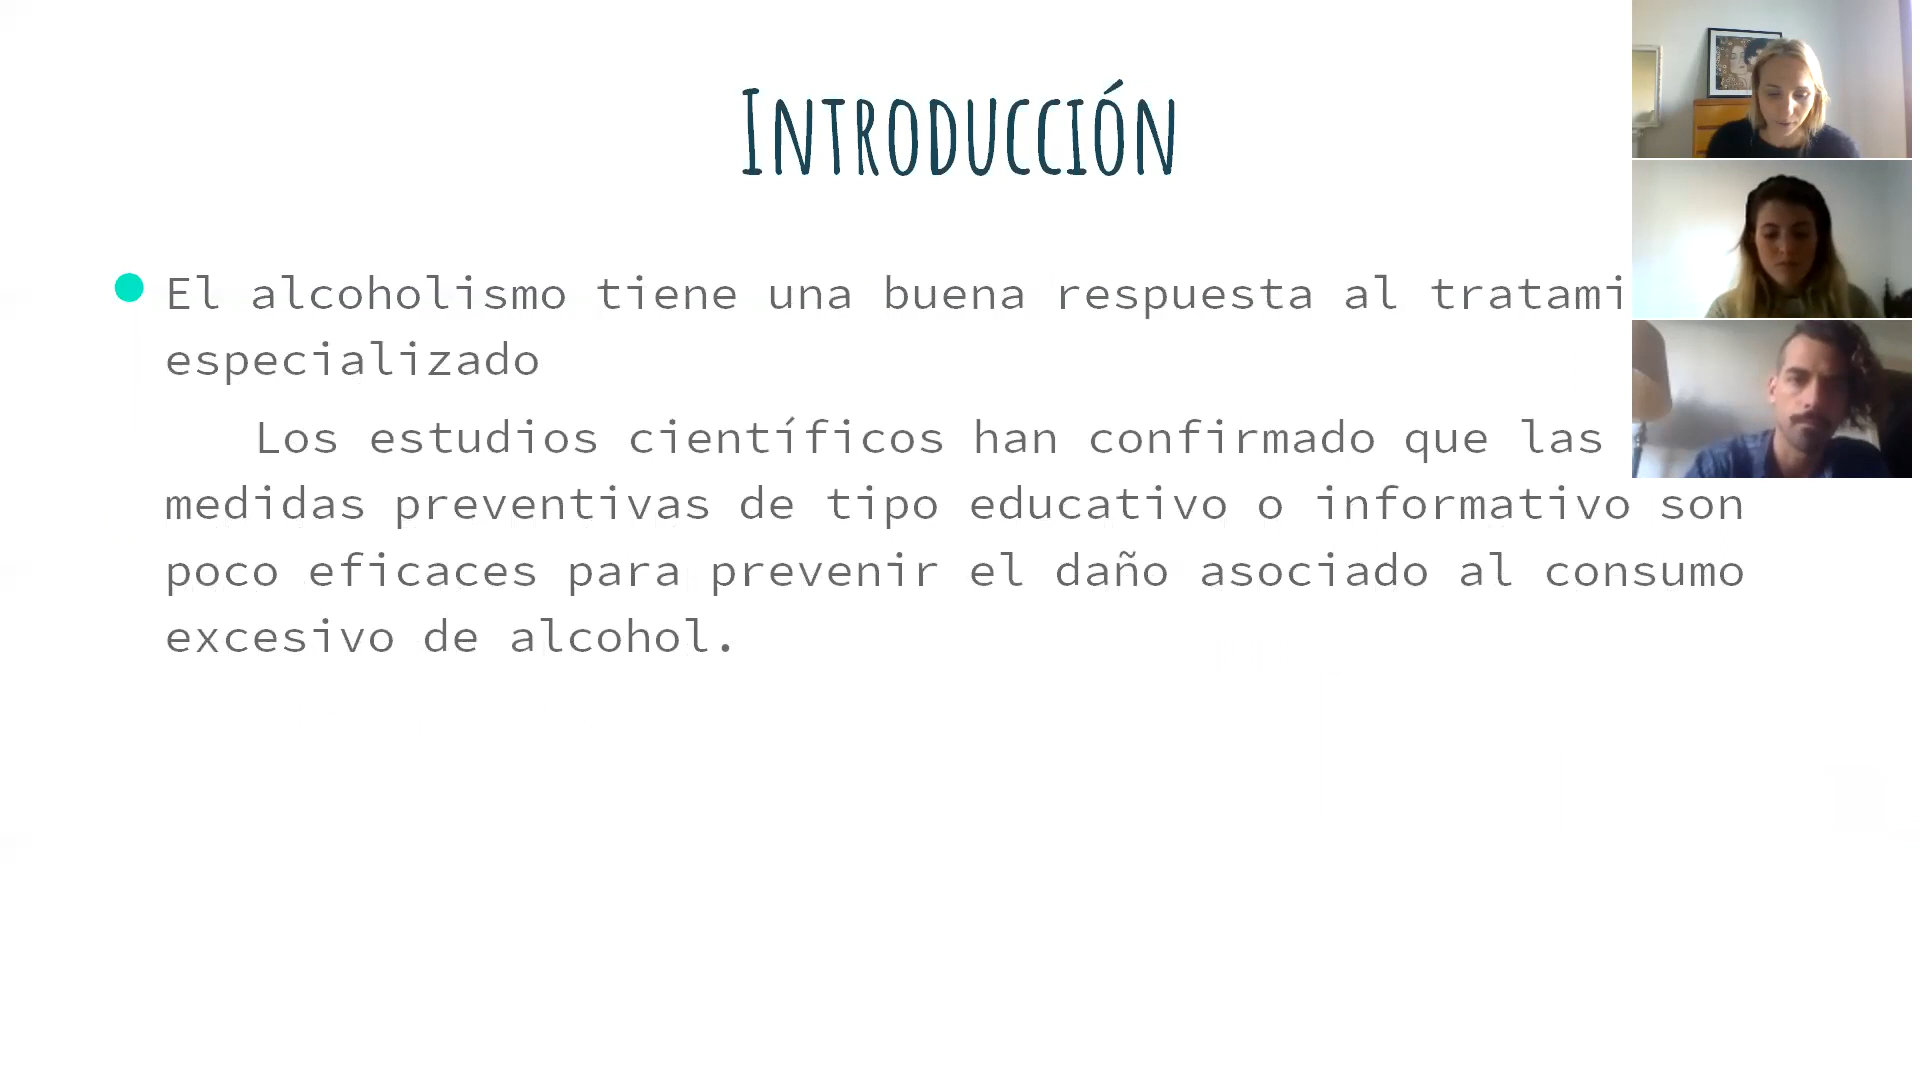 Introducción
El alcoholismo tiene una buena respuesta al
especializado
Los estudios científicos han confirmado que las
medidas preventivas de tipo educativo o informativo son
poco eficaces para prevenir el daño asociado al consumo
excesivo de alcohol.